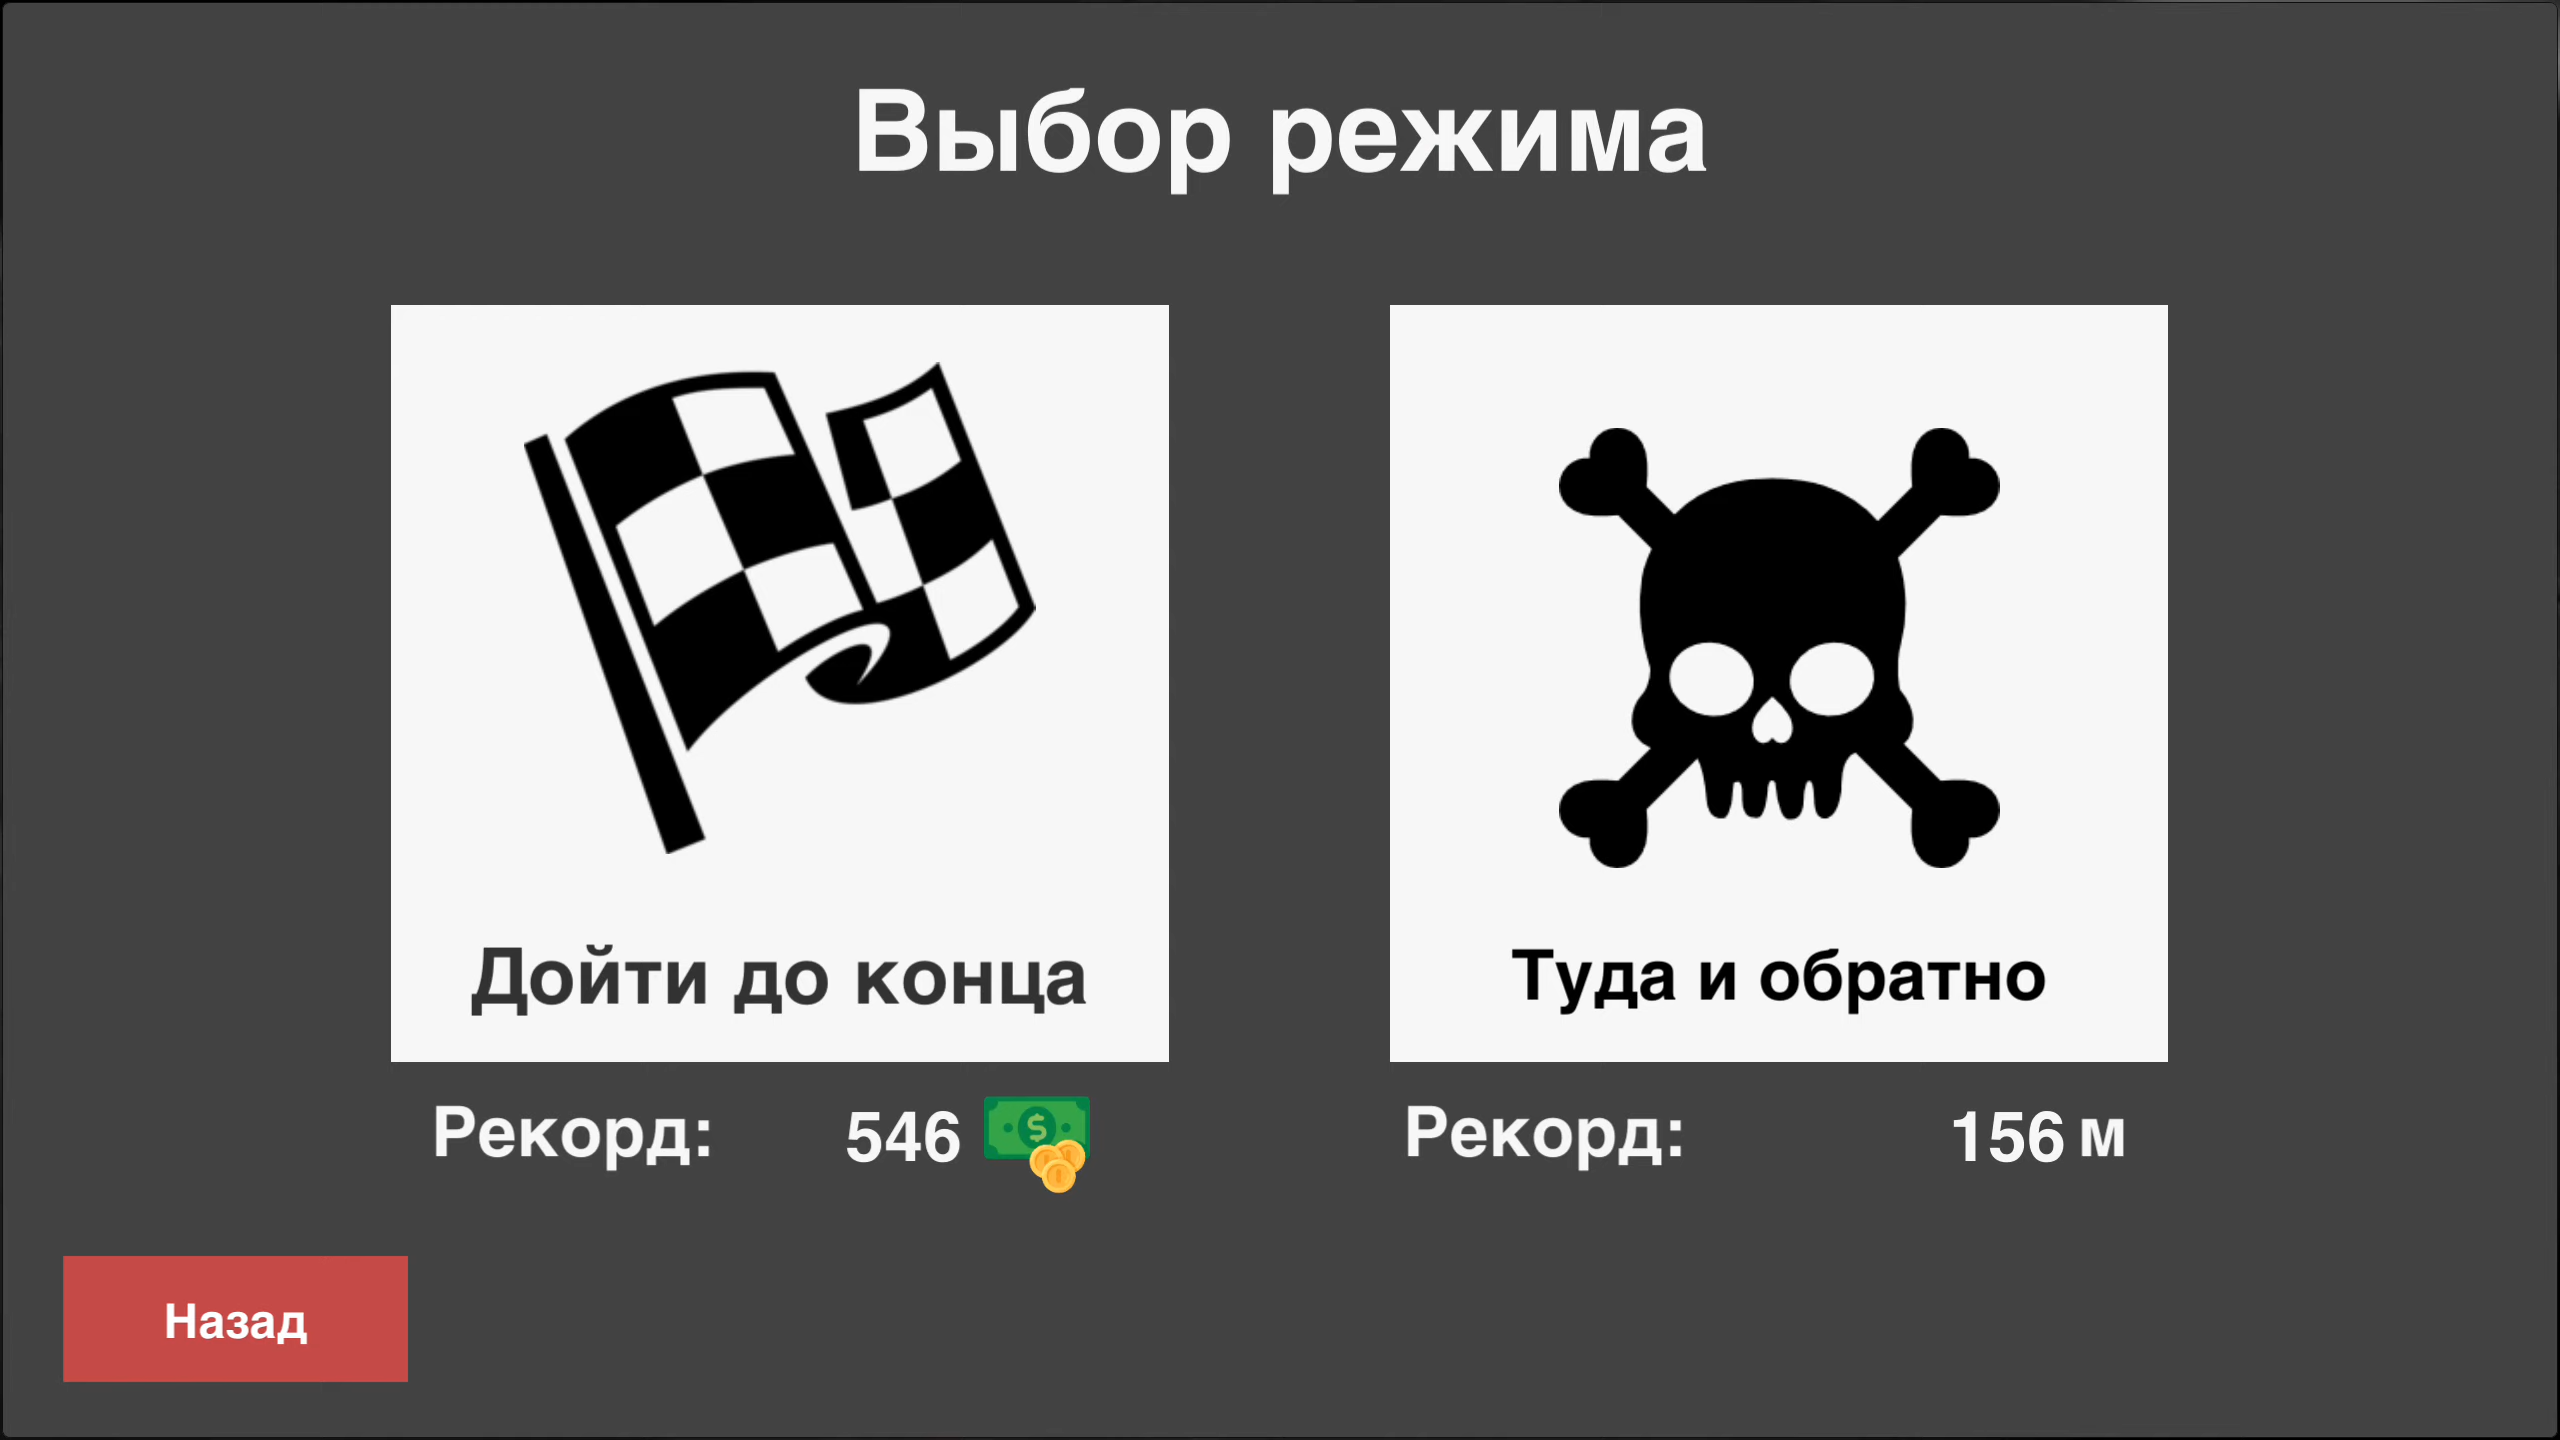 Выбор режима
Дойти до конца
Туда и обратно
Рекорд: 546
Рекорд: 156 м
Назад